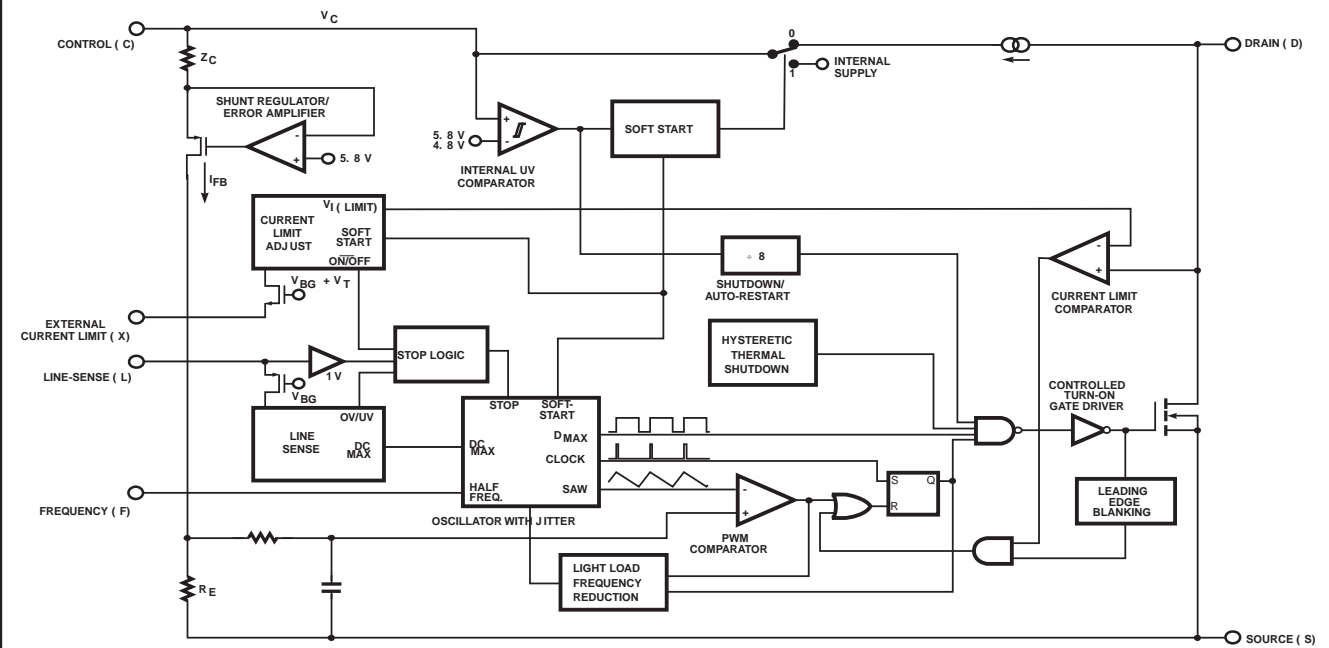 V C
CONTROL ( C )
Z C
0
DRAIN ( D )
INTERNAL
SUPPLY
1
SHUNT REGULATOR/
ERROR AMPLIFIER
-
+
5. 8 V
I FB
+
-
5. 8 V
4. 8 V
INTERNAL UV
COMPARATOR
SOFT START
V I ( LIMIT)
CURRENT
LIMIT
ADJUST
SOFT
START
ON/OFF
V BG + V T
÷ 8
SHUTDOWN/
AUTO-RESTART
-
+
CURRENT LIMIT
COMPARATOR
EXTERNAL
CURRENT LIMIT ( X )
HYSTERETIC
THERMAL
SHUTDOWN
STOP LOGIC
LINE-SENSE ( L )
1 V
V BG
CONTROLLED
TURN-ON
GATE DRIVER
OV/UV
LINE
SENSE
DC
MAX
STOP
SOFT-
START
DC
MAX
D MAX
CLOCK
HALF
FREQ.
SAW
FREQUENCY ( F )
OSCILLATOR WITH JITTER
-
+
PWM
COMPARATOR
S
Q
R
LEADING
EDGE
BLANKING
LIGHT LOAD
FREQUENCY
REDUCTION
R E
SOURCE ( S )